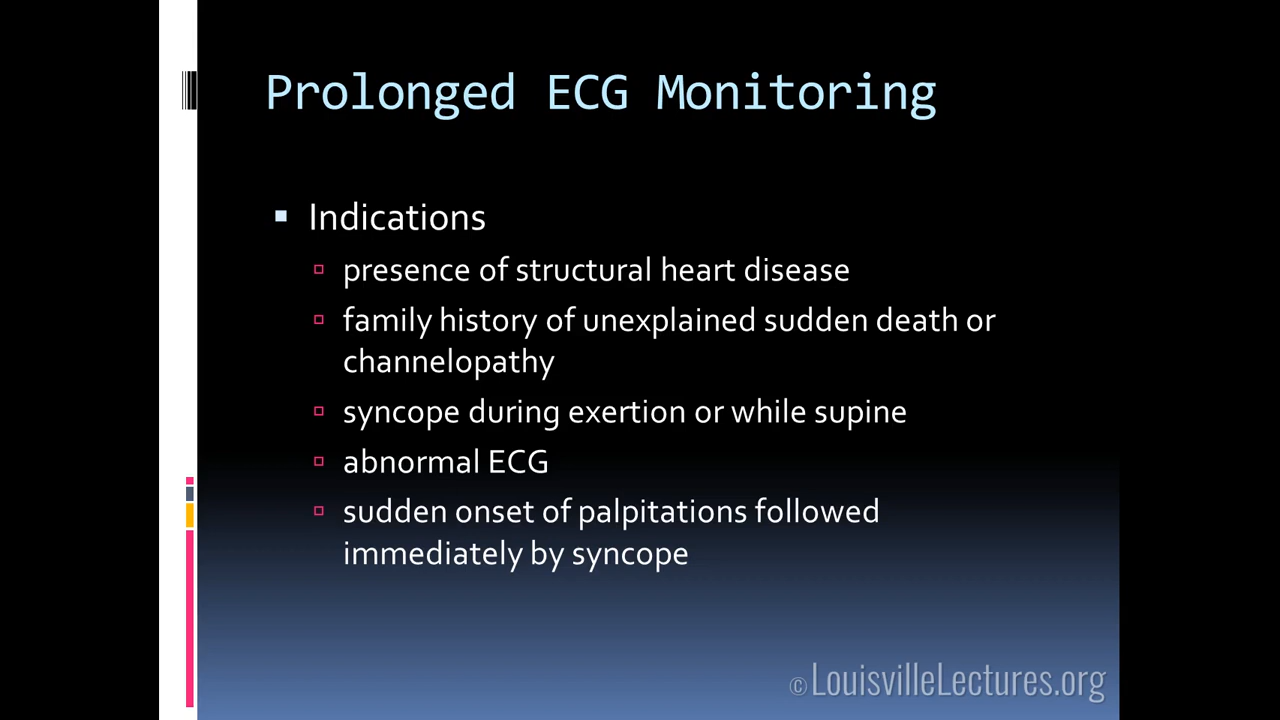 Prolonged ECG Monitoring
Indications
presence of structural heart disease
family history of unexplained sudden death or
channelopathy
syncope during exertion or while supine
abnormal ECG
sudden onset of palpitations followed
immediately by syncope
© LouisvilleLectures.org